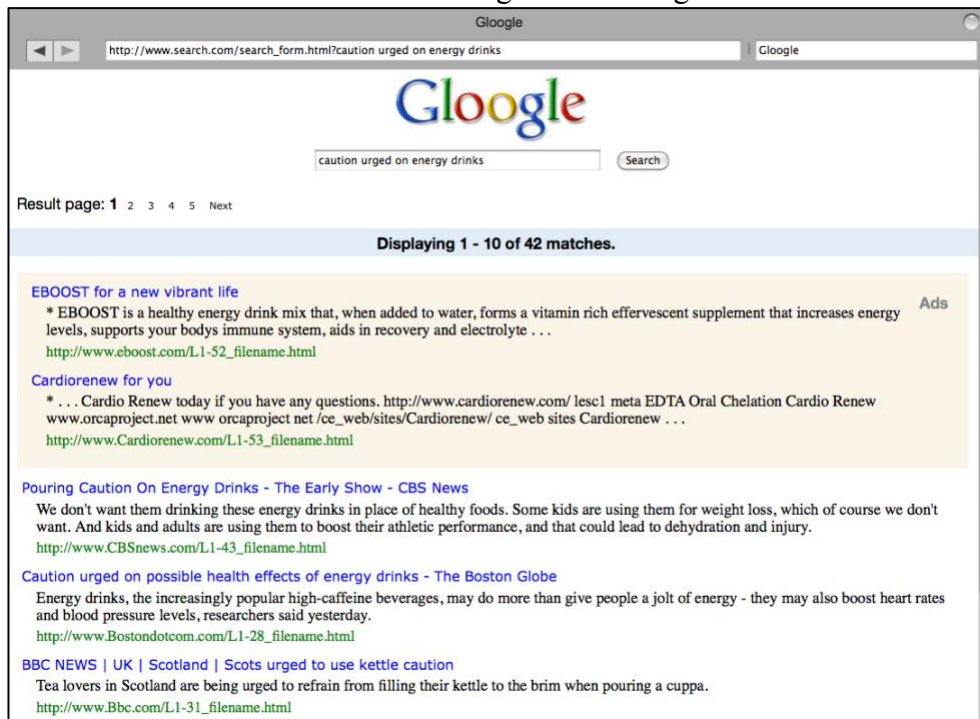 Gloogle
http://www.search.com/search_form.html?caution urged on energy drinks
Gloogle
Gloogle
caution urged on energy drinks
Search
Result page: 1 2 3 4 5 Next
Displaying 1 - 10 of 42 matches.
Ads
EBOOST for a new vibrant life
* EBOOST is a healthy energy drink mix that, when added to water, forms a vitamin rich effervescent supplement that increases energy
levels, supports your bodys immune system, aids in recovery and electrolyte . . .
http://www.eboost.com/L1-52_filename.html
Cardiorenew for you
* . . . Cardio Renew today if you have any questions. http://www.cardiorenew.com/ lesc1 meta EDTA Oral Chelation Cardio Renew
www.orcaproject.net www orcaproject net /ce_web/sites/Cardiorenew/ ce_web sites Cardiorenew . . .
http://www.Cardiorenew.com/L1-53_filename.html
Pouring Caution On Energy Drinks - The Early Show - CBS News
We don't want them drinking these energy drinks in place of healthy foods. Some kids are using them for weight loss, which of course we don't
want. And kids and adults are using them to boost their athletic performance, and that could lead to dehydration and injury.
http://www.CBSnews.com/L1-43_filename.html
Caution urged on possible health effects of energy drinks - The Boston Globe
Energy drinks, the increasingly popular high-caffeine beverages, may do more than give people a jolt of energy - they may also boost heart rates
and blood pressure levels, researchers said yesterday.
http://www.Bostondotcom.com/L1-28_filename.html
BBC NEWS | UK | Scotland | Scots urged to use kettle caution
Tea lovers in Scotland are being urged to refrain from filling their kettle to the brim when pouring a cuppa.
http://www.Bbc.com/L1-31_filename.html